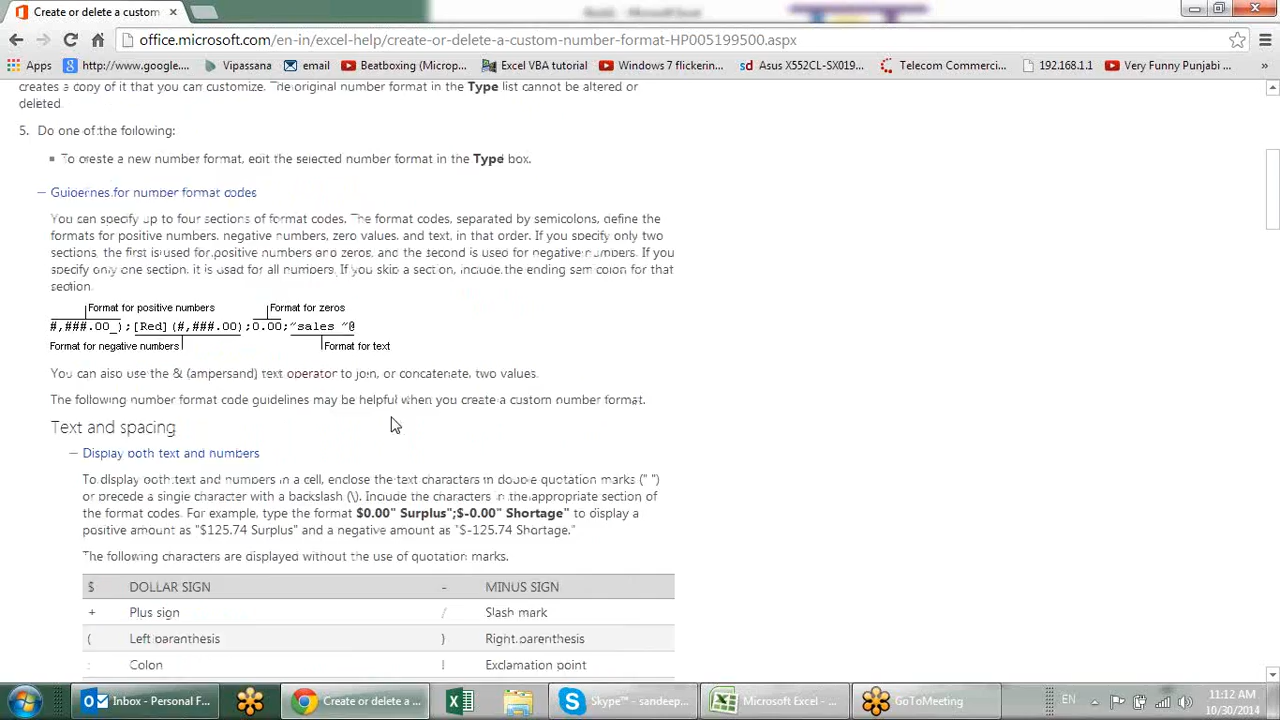 Create or delete a custom
office.microsoft.com/en-in/excel-help/create-or-delete-a-custom-number-format-HP005199500.aspx
Apps http://www.google.... Vipassana email Beatboxing (Microp... Excel VBA tutorial Windows 7 flickerin... sd Asus X552CL-SX019... Telecom Commerci... 192.168.1.1 Very Funny Punjabi ...
creates a copy of it that you can customize. The original number format in the Type list cannot be altered or
deleted.
5. Do one of the following:
To create a new number format, edit the selected number format in the Type box.
Guidelines for number format codes
You can specify up to four sections of format codes. The format codes, separated by semicolons, define the
formats for positive numbers, negative numbers, zero values, and text, in that order. If you specify only two
sections, the first is used for positive numbers and zeros, and the second is used for negative numbers. If you
specify only one section, it is used for all numbers. If you skip a section, include the ending semicolon for that
section.
Format for positive numbers Format for zeros
#,###.00_);[Red](#,###.00);0.00;"sales "@
Format for negative numbers Format for text
You can also use the & (ampersand) text operator to join, or concatenate, two values.
The following number format code guidelines may be helpful when you create a custom number format.
Text and spacing
Display both text and numbers
To display both text and numbers in a cell, enclose the text characters in double quotation marks (" ")
or precede a single character with a backslash (\). Include the characters in the appropriate section of
the format codes. For example, type the format $0.00" Surplus";$-0.00" Shortage" to display a
positive amount as "$125.74 Surplus" and a negative amount as "$-125.74 Shortage."
The following characters are displayed without the use of quotation marks.
$ DOLLAR SIGN - MINUS SIGN
+ Plus sign / Slash mark
( Left parenthesis ) Right parenthesis
: Colon ! Exclamation point
Inbox - Personal F... Create or delete a ... Skype™ - sandeep... Microsoft Excel - ... GoToMeeting EN 11:12 AM
10/30/2014